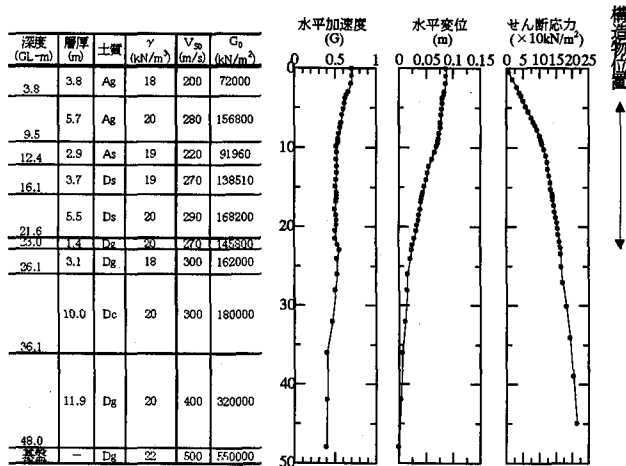 水平加速度
(G)
水平変位
(m)
せん断応力
(×10kN/m²)
構造物位置
深度
(GL-m)
層厚
(m)
土質
γ
(kN/m³)
VS0
(m/s)
G0
(kN/m²)
0 0.5 1
0 0.05 0.1 0.15
0 5 10 15 20 25
3.8 3.8 Ag 18 200 72000
9.5 5.7 Ag 20 280 156800
12.4 2.9 As 19 220 91960
16.1 3.7 Ds 19 270 138510
21.6 5.5 Ds 20 290 168200
23.0 1.4 Dg 20 270 145800
26.1 3.1 Dg 18 300 162000
36.1 10.0 Dc 20 300 180000
48.0 11.9 Dg 20 400 320000
基盤 - Dg 22 500 550000
0
10
20
30
40
50